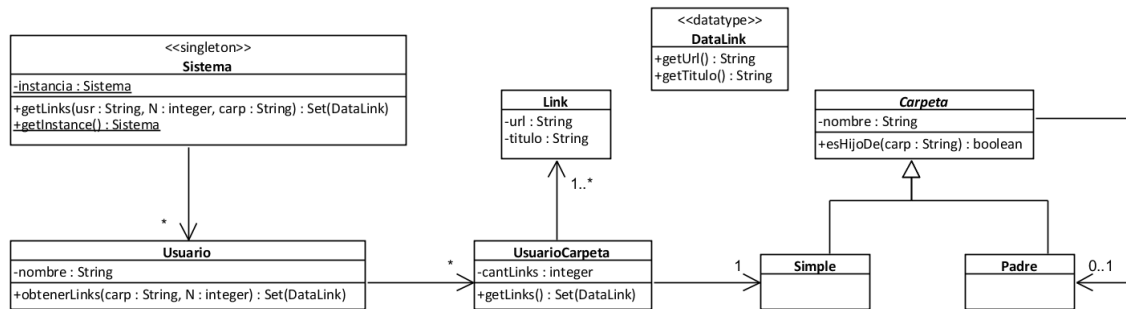 <<singleton>>
Sistema
-instancia : Sistema
+getLinks(usr : String, N : integer, carp : String) : Set(DataLink)
+getInstance() : Sistema
<<datatype>>
DataLink
+getUrl() : String
+getTitulo() : String
Link
-url : String
-titulo : String
Carpeta
-nombre : String
+esHijoDe(carp : String) : boolean
1..*
*
Usuario
-nombre : String
+obtenerLinks(carp : String, N : integer) : Set(DataLink)
*
UsuarioCarpeta
-cantLinks : integer
+getLinks() : Set(DataLink)
1
Simple
Padre
0..1